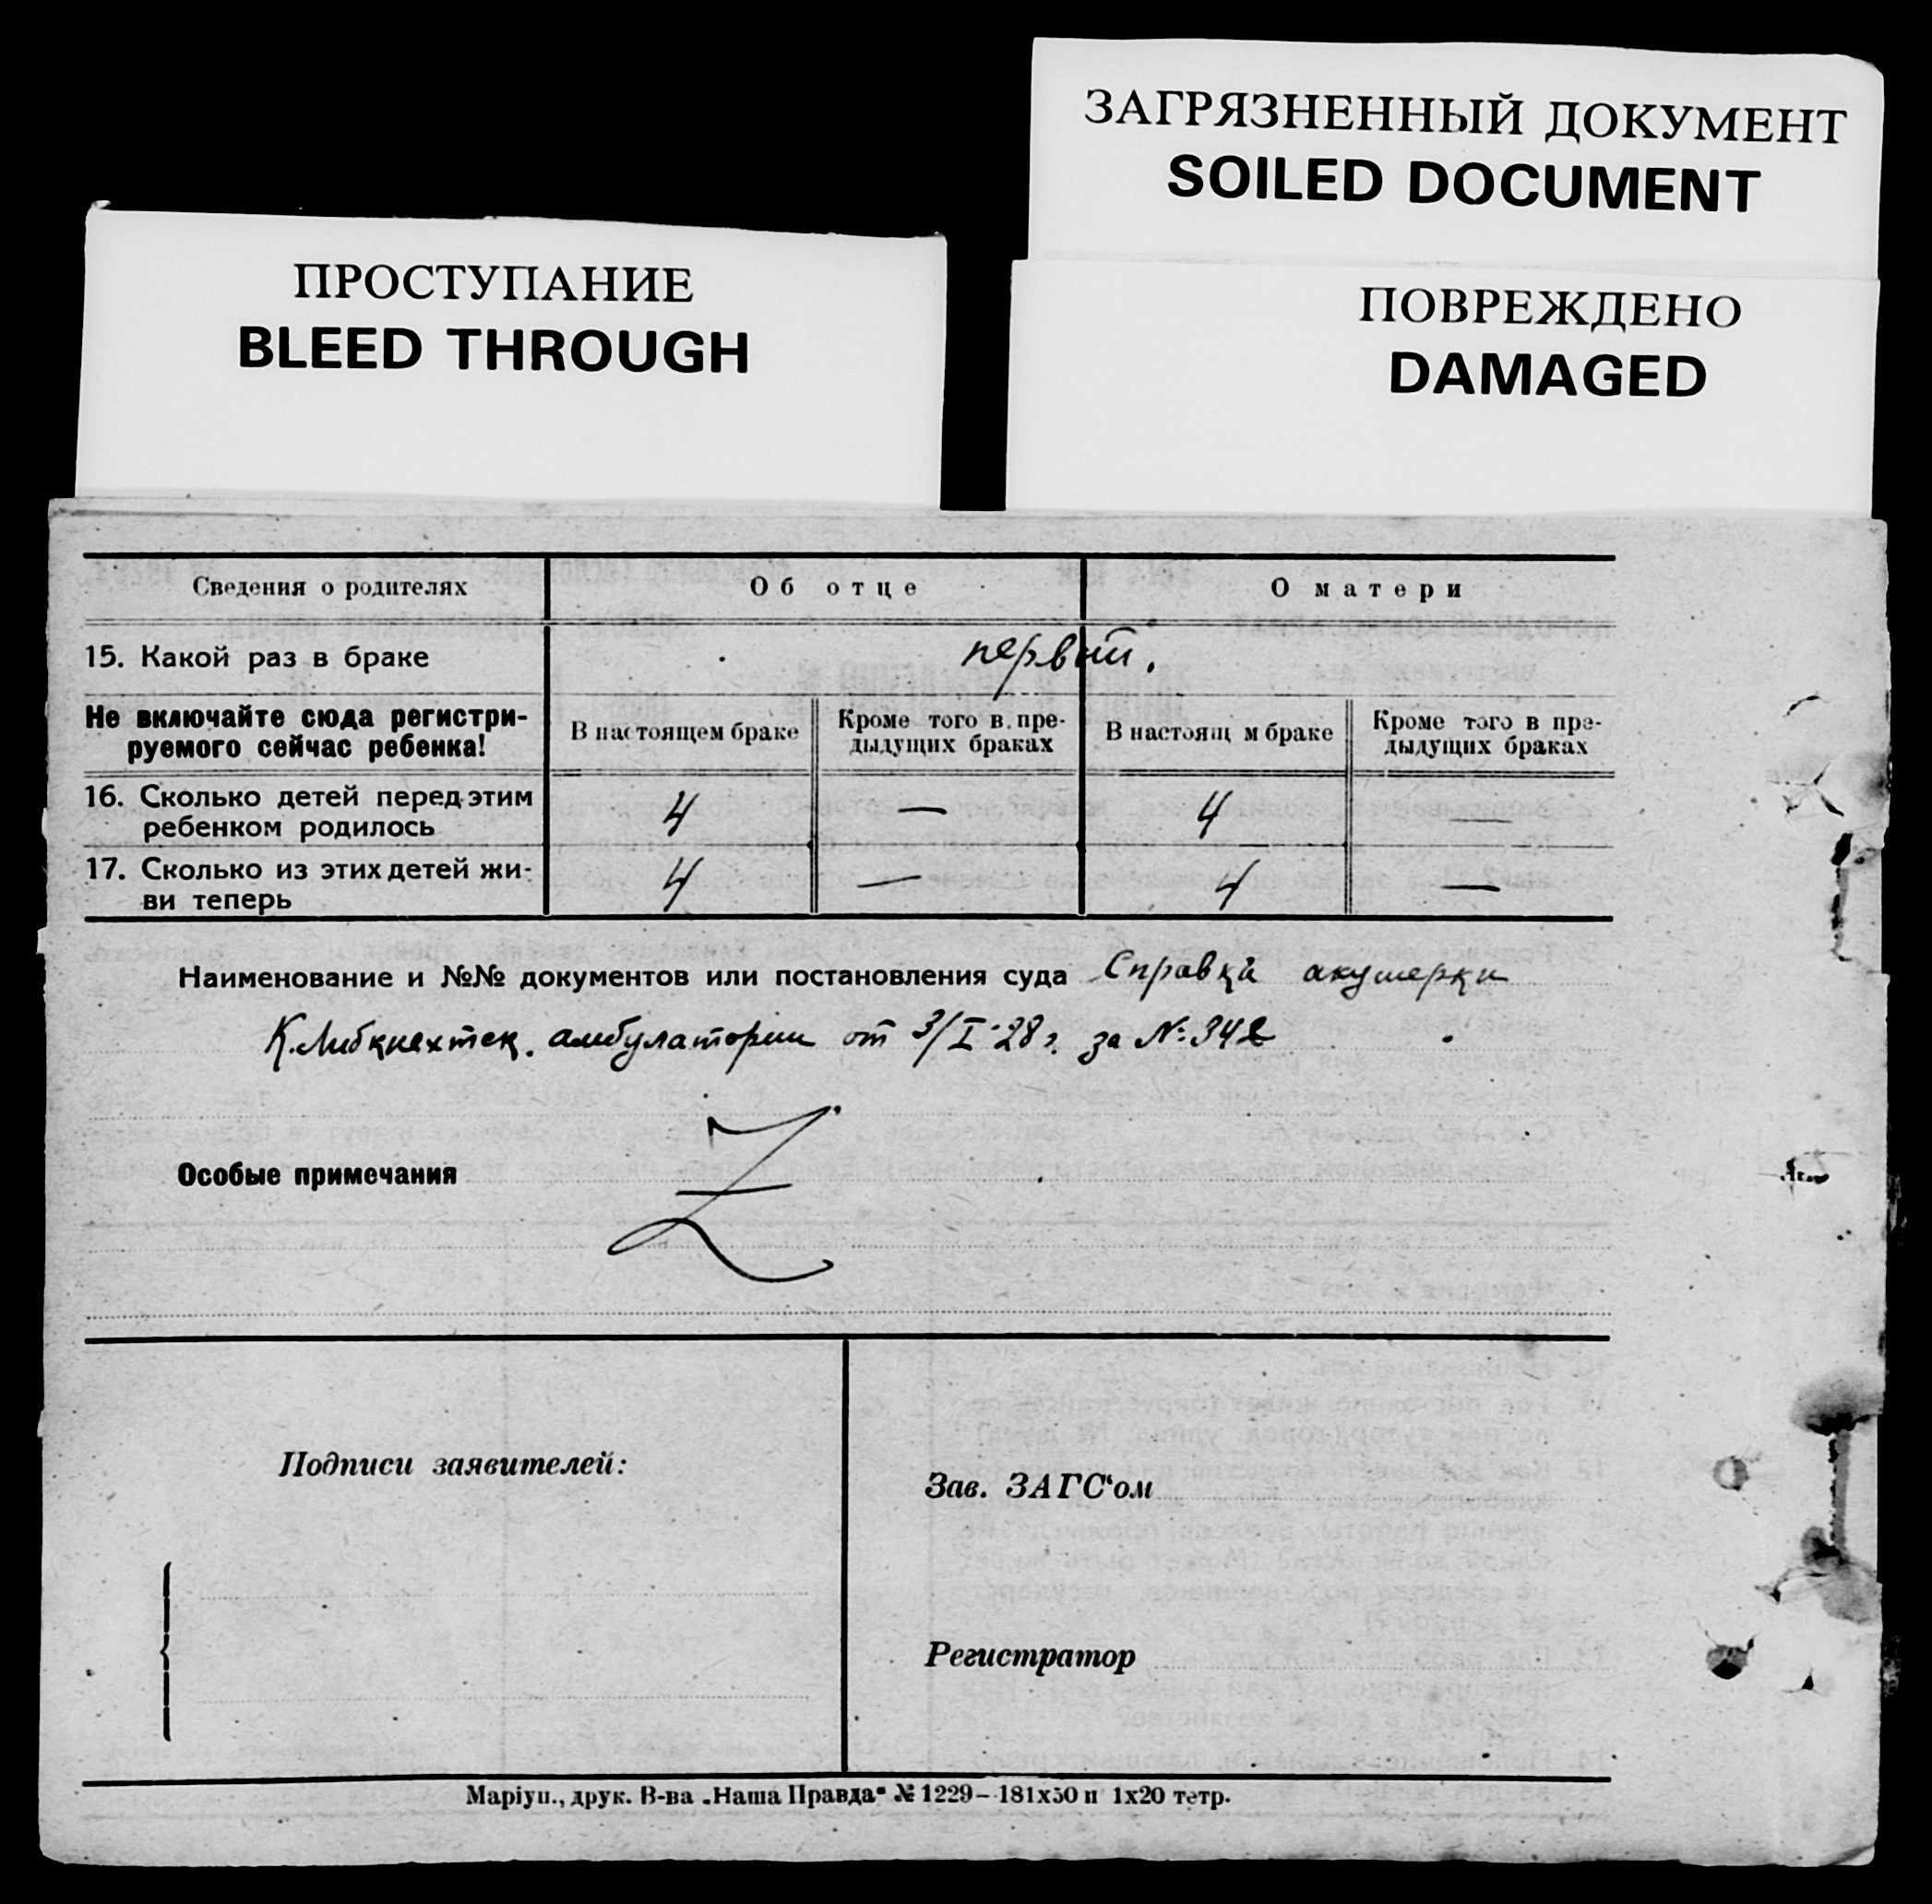 ЗАГРЯЗНЕННЫЙ ДОКУМЕНТ
SOILED DOCUMENT
ПРОСТУПАНИЕ
BLEED THROUGH
ПОВРЕЖДЕНО
DAMAGED
Сведения о родителях Об отце О матери
15. Какой раз в браке первый.
Не включайте сюда регистри-
руемого сейчас ребенка!
В настоящем браке
Кроме того в пре-
дыдущих браках
В настоящ м браке
Кроме того в пре-
дыдущих браках
16. Сколько детей перед этим
ребенком родилось
4 — 4 —
17. Сколько из этих детей жи-
ви теперь
4 — 4 —
Наименование и №№ документов или постановления суда Справка акушерки
К.Либкнехтск. амбулатории от 3/I-28 г. за №: 342
Особые примечания
Подписи заявителей:
Зав. ЗАГС'ом
Регистратор
Маріуп., друк. В-ва „Наша Правда" № 1229–181х50 и 1х20 тетр.